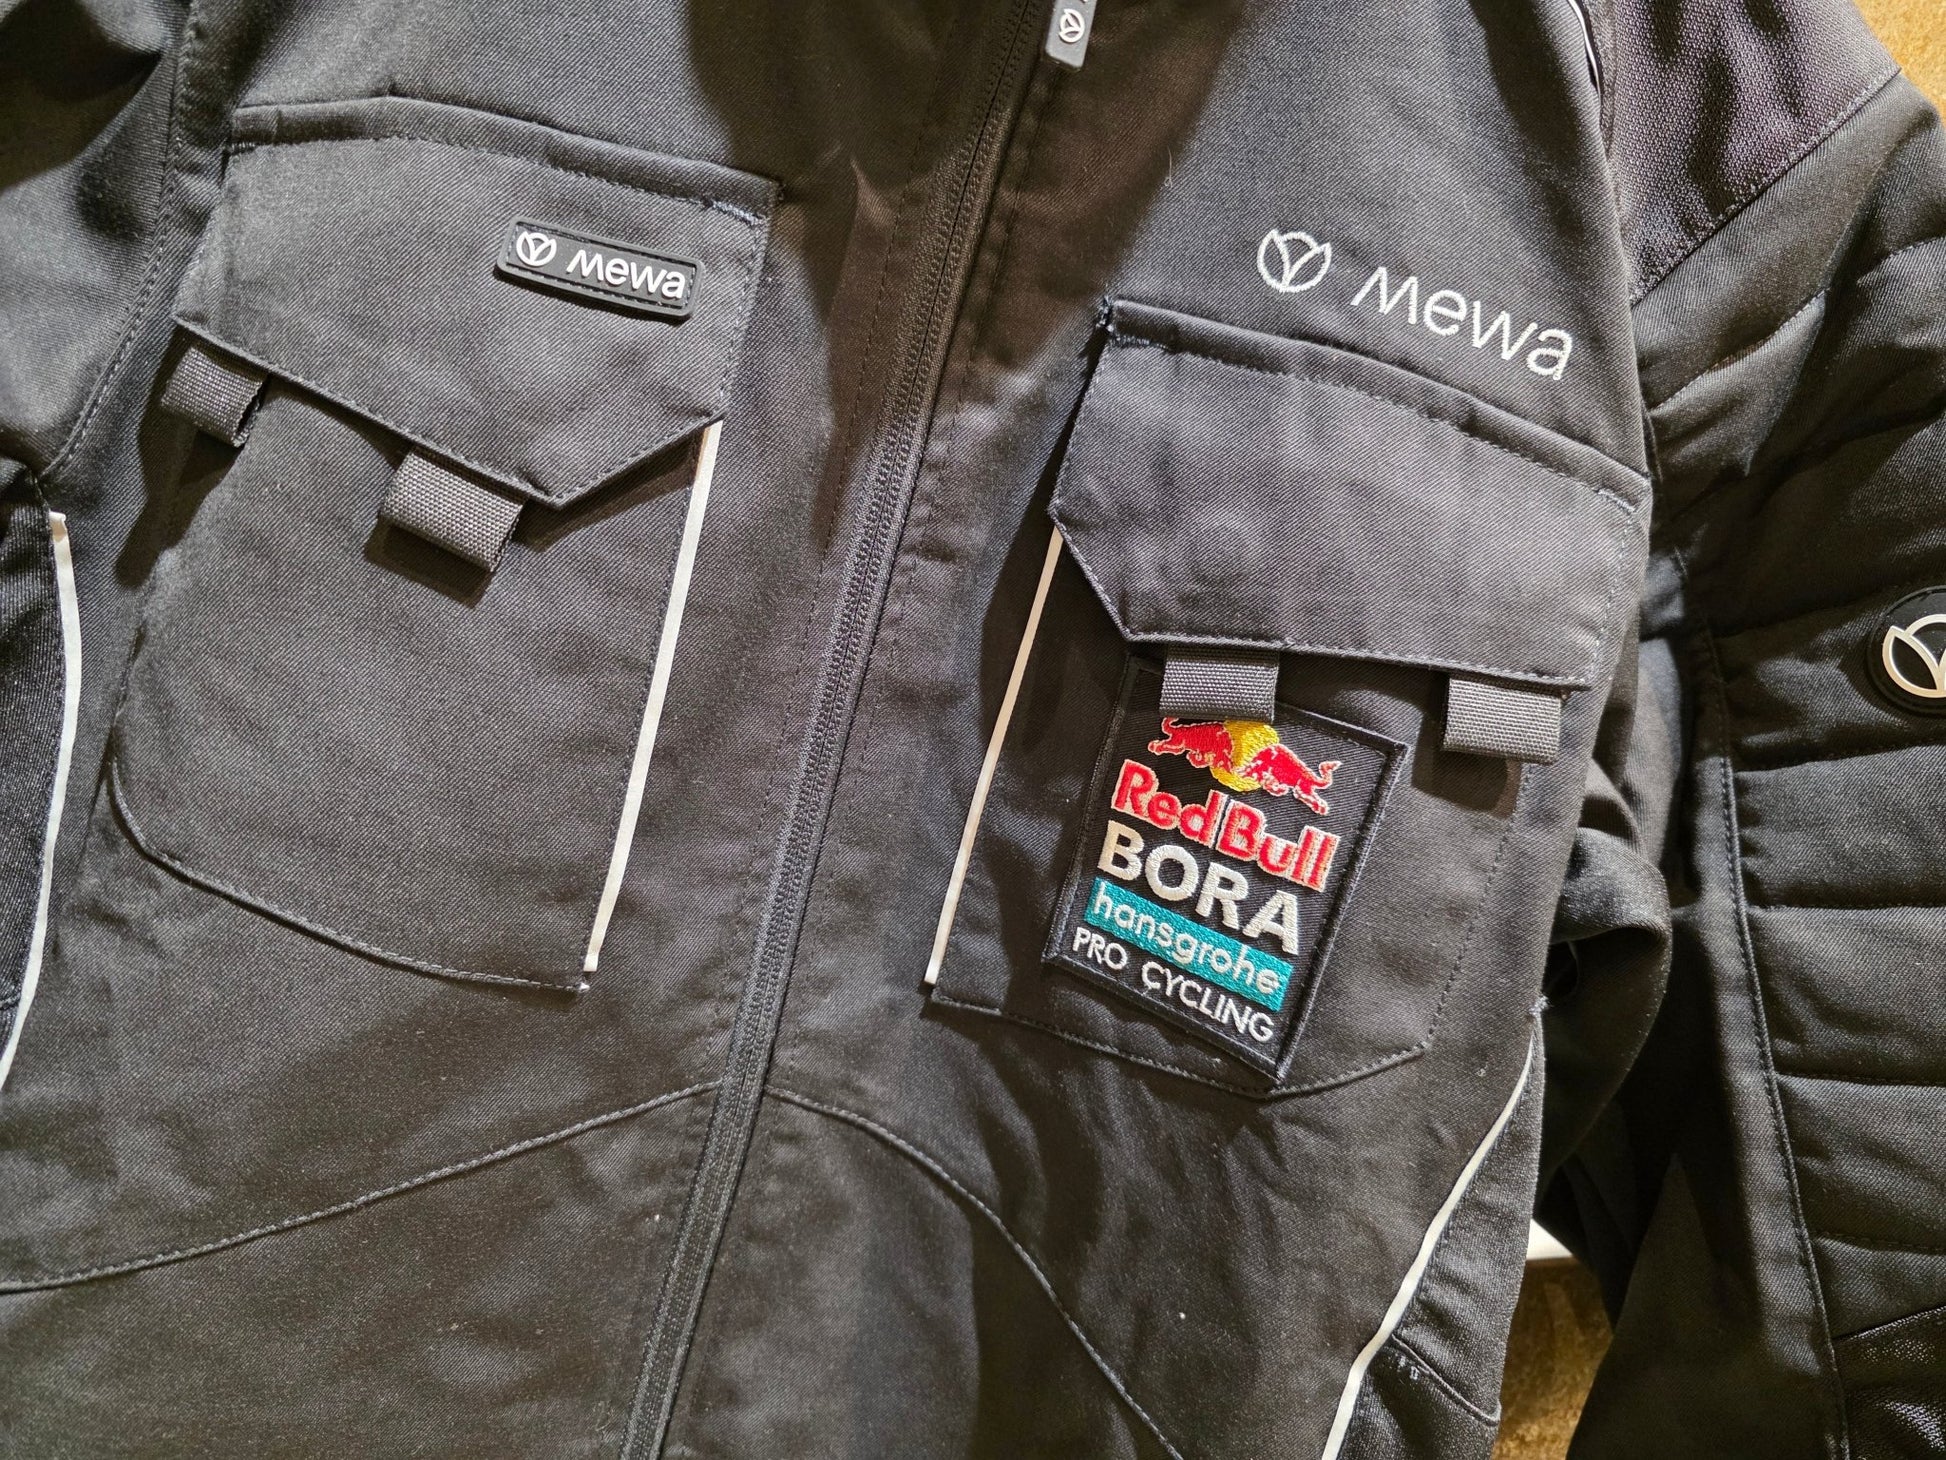 Mewa
Mewa
Red Bull
BORA
hansgrohe
PRO CYCLING